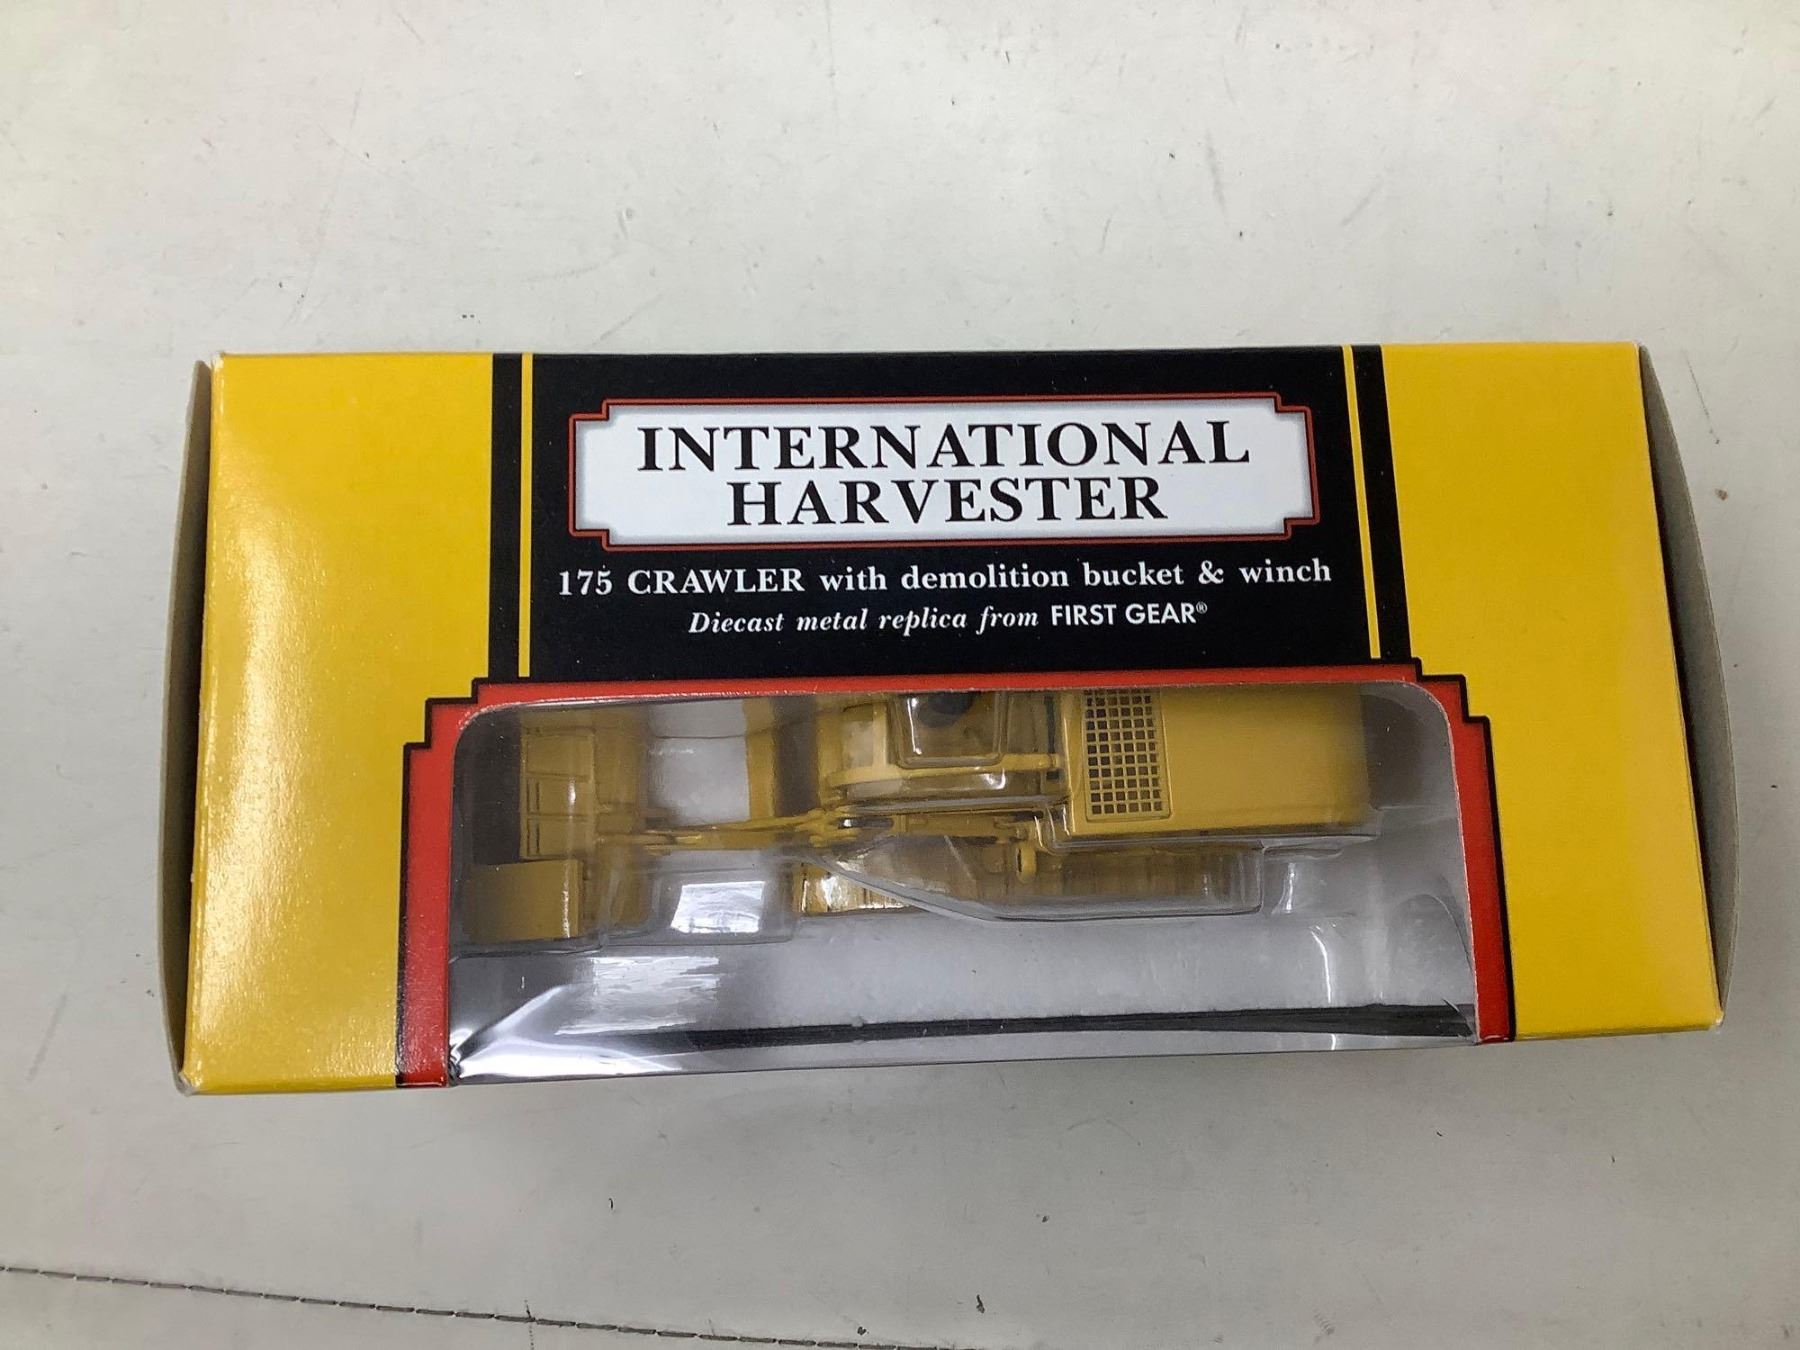 INTERNATIONAL
HARVESTER
175 CRAWLER with demolition bucket & winch
Diecast metal replica from FIRST GEAR®